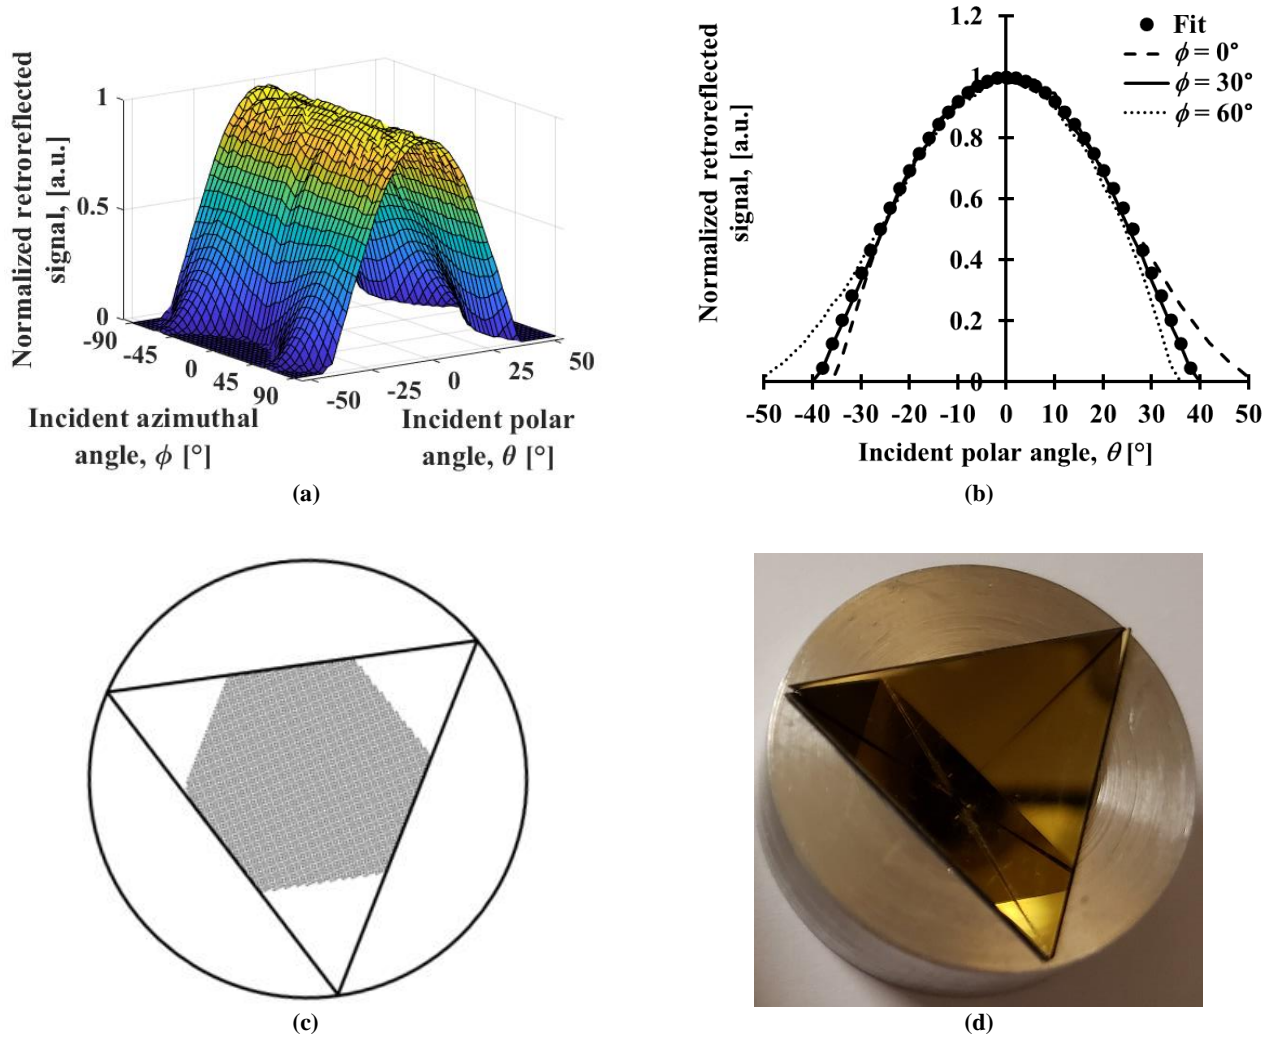 Normalized retroreflected
signal, [a.u.]
1
0.5
0
-90
-45
0
45
90
-50
-25
0
25
50
Incident azimuthal
angle, ϕ [°]
Incident polar
angle, θ [°]
(a)
Normalized retroreflected
signal, [a.u.]
1.2
1
0.8
0.6
0.4
0.2
0
-50 -40 -30 -20 -10 0 10 20 30 40 50
Incident polar angle, θ [°]
Fit
ϕ = 0°
ϕ = 30°
ϕ = 60°
(b)
(c)
(d)